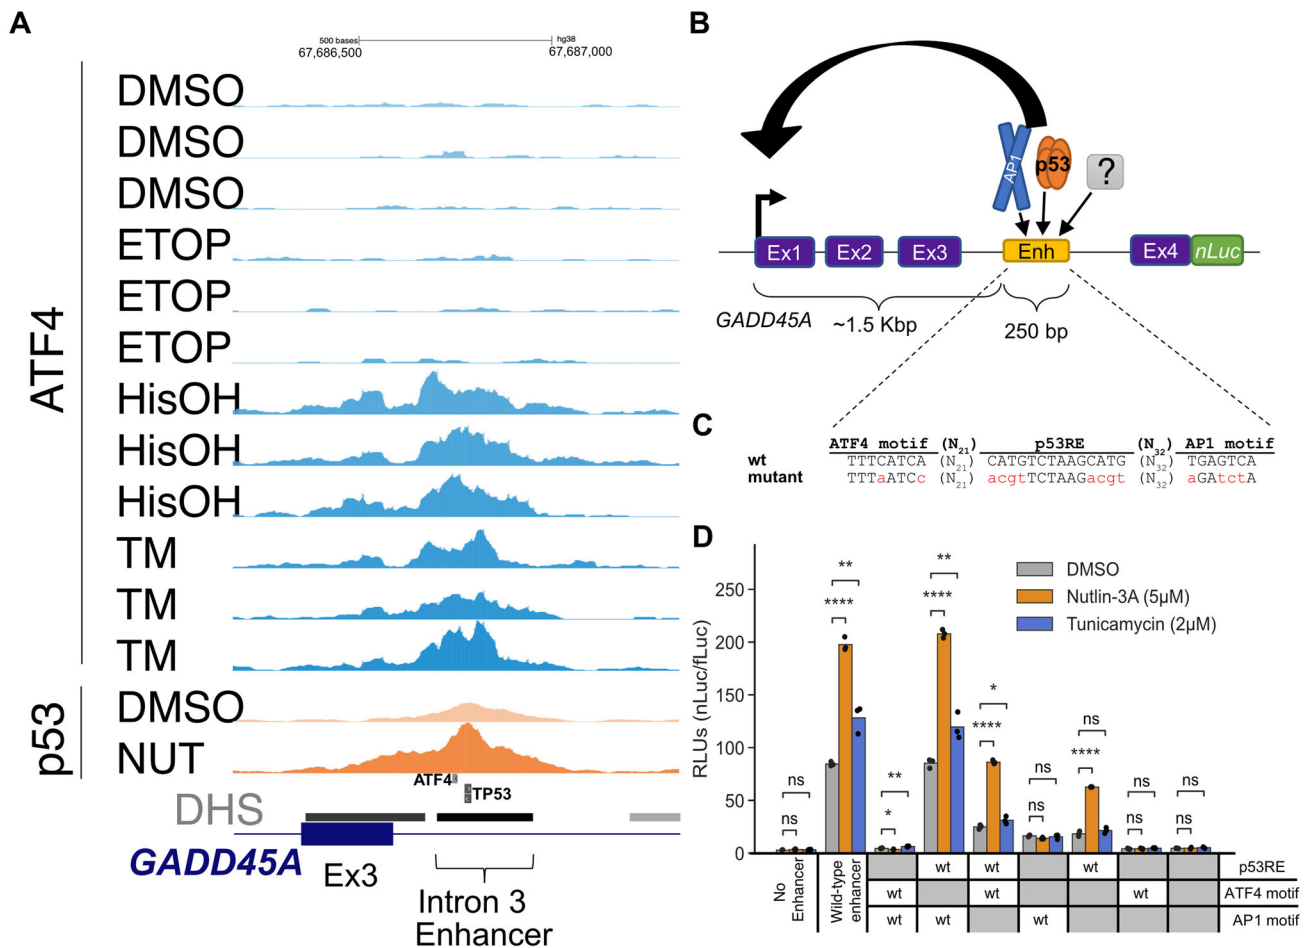 A
500 bases
hg38
67,686,500
67,687,000
ATF4
DMSO
DMSO
DMSO
ETOP
ETOP
ETOP
HisOH
HisOH
HisOH
TM
TM
TM
p53
DMSO
NUT
ATF4
TP53
DHS
GADD45A
Ex3
Intron 3
Enhancer
B
AP1
p53
?
Ex1
Ex2
Ex3
Enh
Ex4
nLuc
GADD45A
~1.5 Kbp
250 bp
C
ATF4 motif (N21) p53RE (N32) AP1 motif
wt TTTCATCA (N21) CATGTCTAAGCATG (N32) TGAGTCA
mutant TTTaATCc (N21) acgtTCTAAGacgt (N32) aGAtctA
D
DMSO
Nutlin-3A (5µM)
Tunicamycin (2µM)
RLUs (nLuc/fLuc)
250
200
150
100
50
0
ns
ns
**
****
**
*
**
****
*
****
ns
ns
ns
****
ns
ns
ns
ns
No
Enhancer
Wild-type
enhancer
wt wt wt p53RE
wt wt wt ATF4 motif
wt wt wt AP1 motif